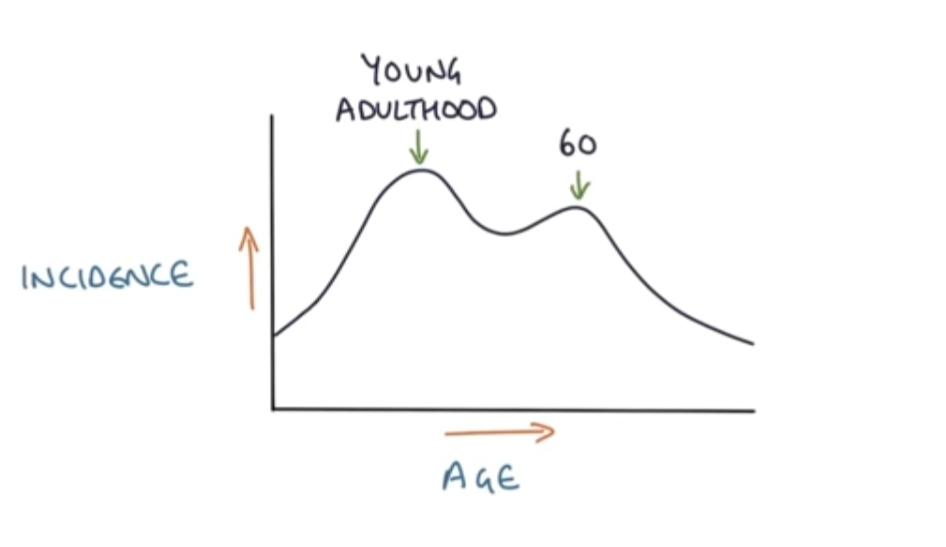 YOUNG
ADULTHOOD
60
INCIDENCE
AGE